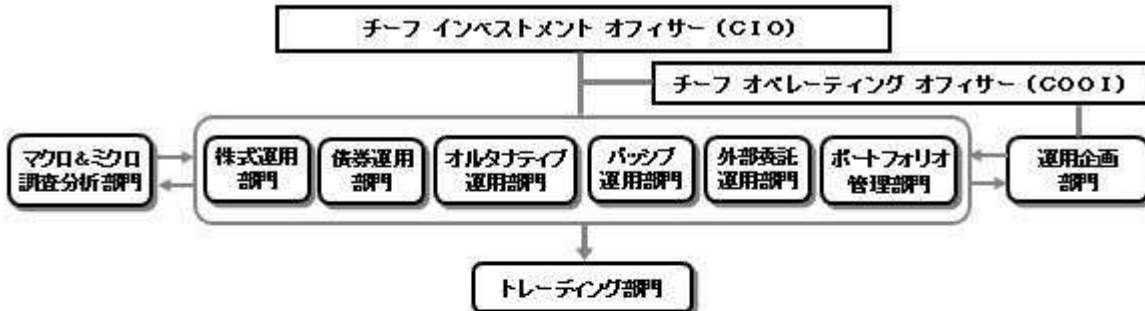 チーフ インベストメント オフィサー（CIO）
チーフ オペレーティング オフィサー（COOI）
マクロ&ミクロ
調査分析部門
株式運用
部門
債券運用
部門
オルタナティブ
運用部門
パッシブ
運用部門
外部委託
運用部門
ポートフォリオ
管理部門
運用企画
部門
トレーディング部門